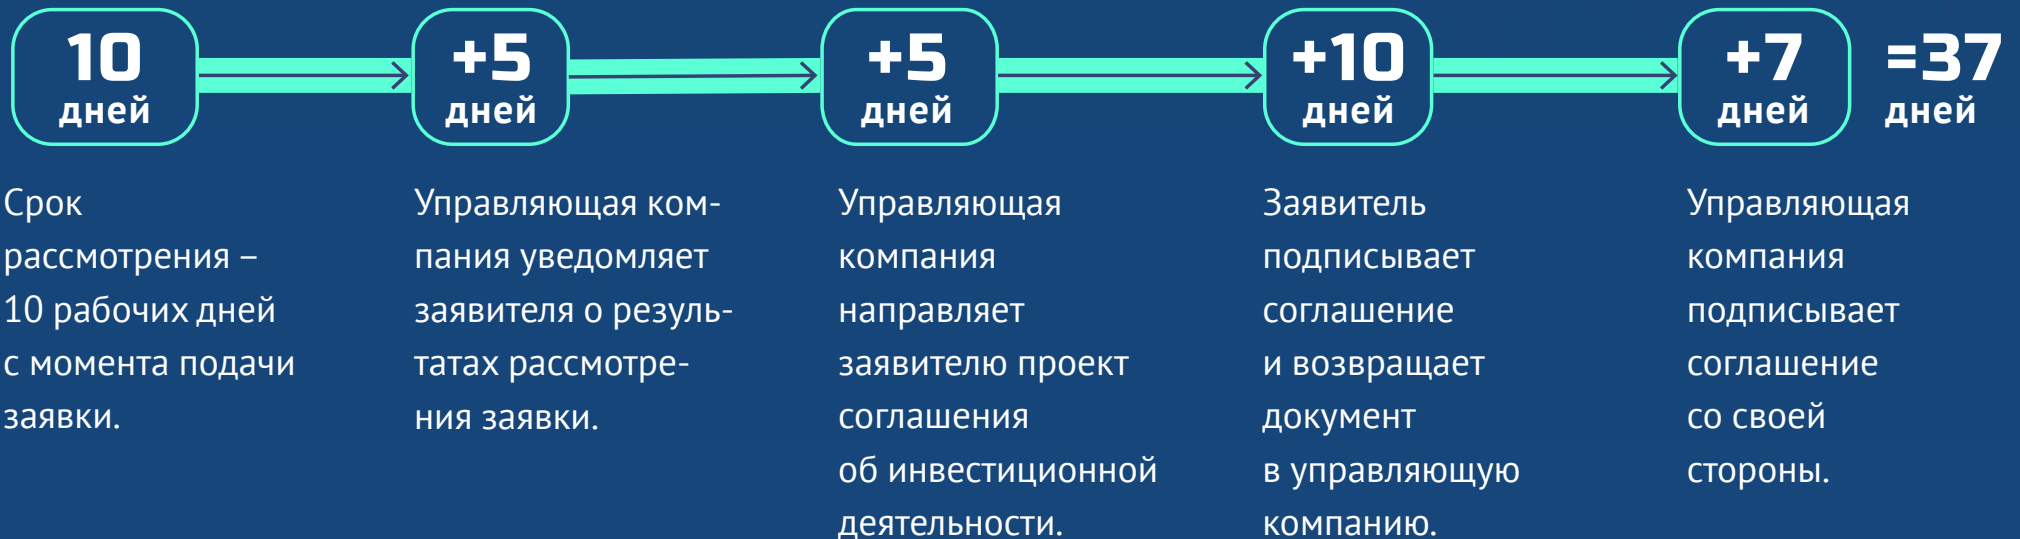 10
дней
+5
дней
+5
дней
+10
дней
+7
дней
=37
дней
Срок
рассмотрения –
10 рабочих дней
с момента подачи
заявки.
Управляющая ком-
пания уведомляет
заявителя о резуль-
татах рассмотре-
ния заявки.
Управляющая
компания
направляет
заявителю проект
соглашения
об инвестиционной
деятельности.
Заявитель
подписывает
соглашение
и возвращает
документ
в управляющую
компанию.
Управляющая
компания
подписывает
соглашение
со своей
стороны.